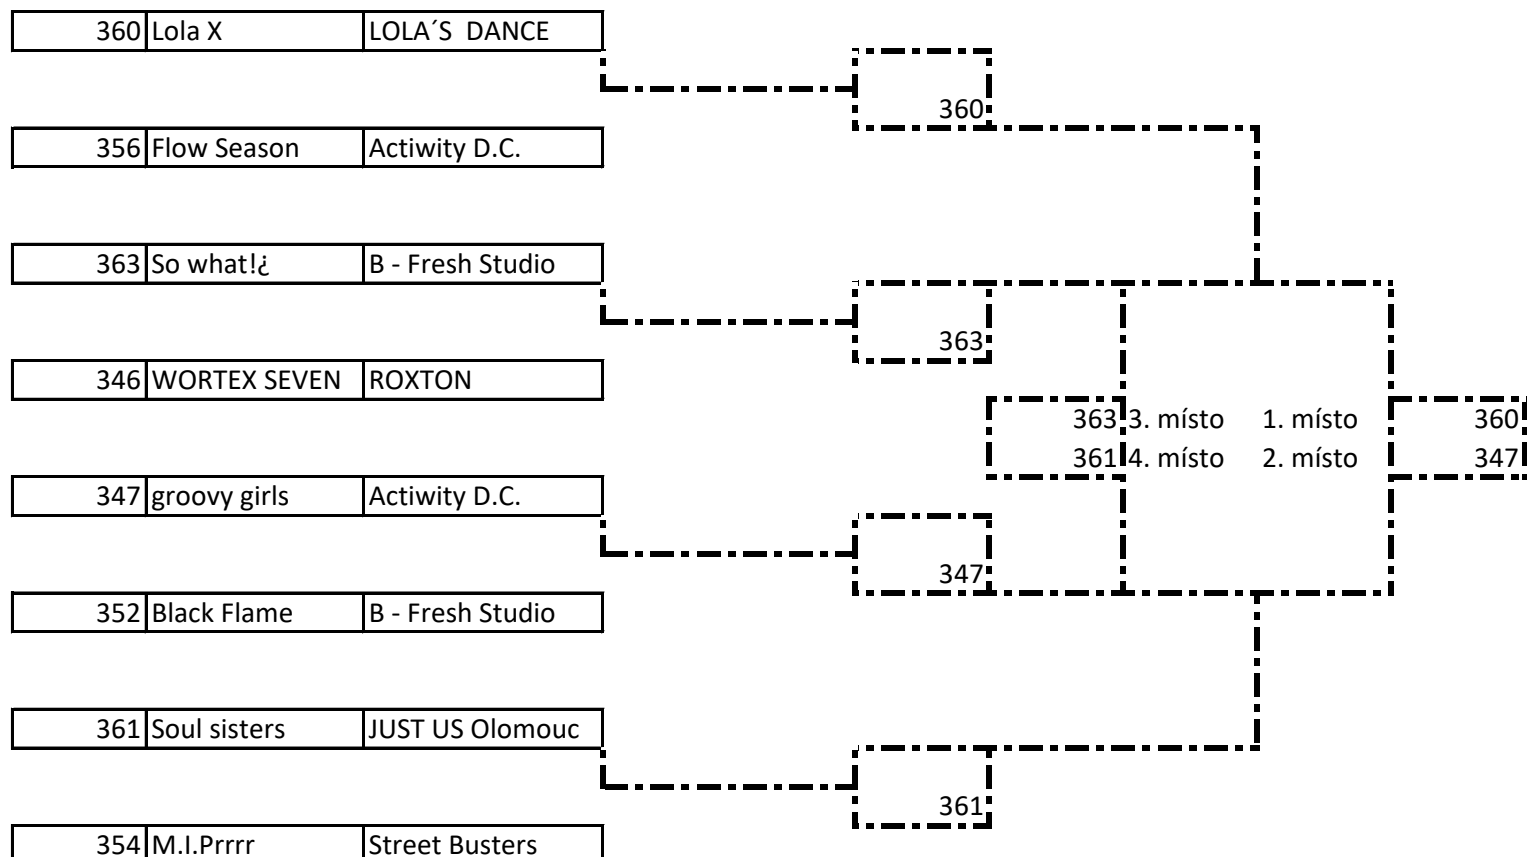 360 Lola X LOLA´S DANCE
360
356 Flow Season Actiwity D.C.
363 So what!¿ B - Fresh Studio
363
346 WORTEX SEVEN ROXTON
363 3. místo 1. místo 360
361 4. místo 2. místo 347
347 groovy girls Actiwity D.C.
347
352 Black Flame B - Fresh Studio
361 Soul sisters JUST US Olomouc
361
354 M.I.Prrrr Street Busters